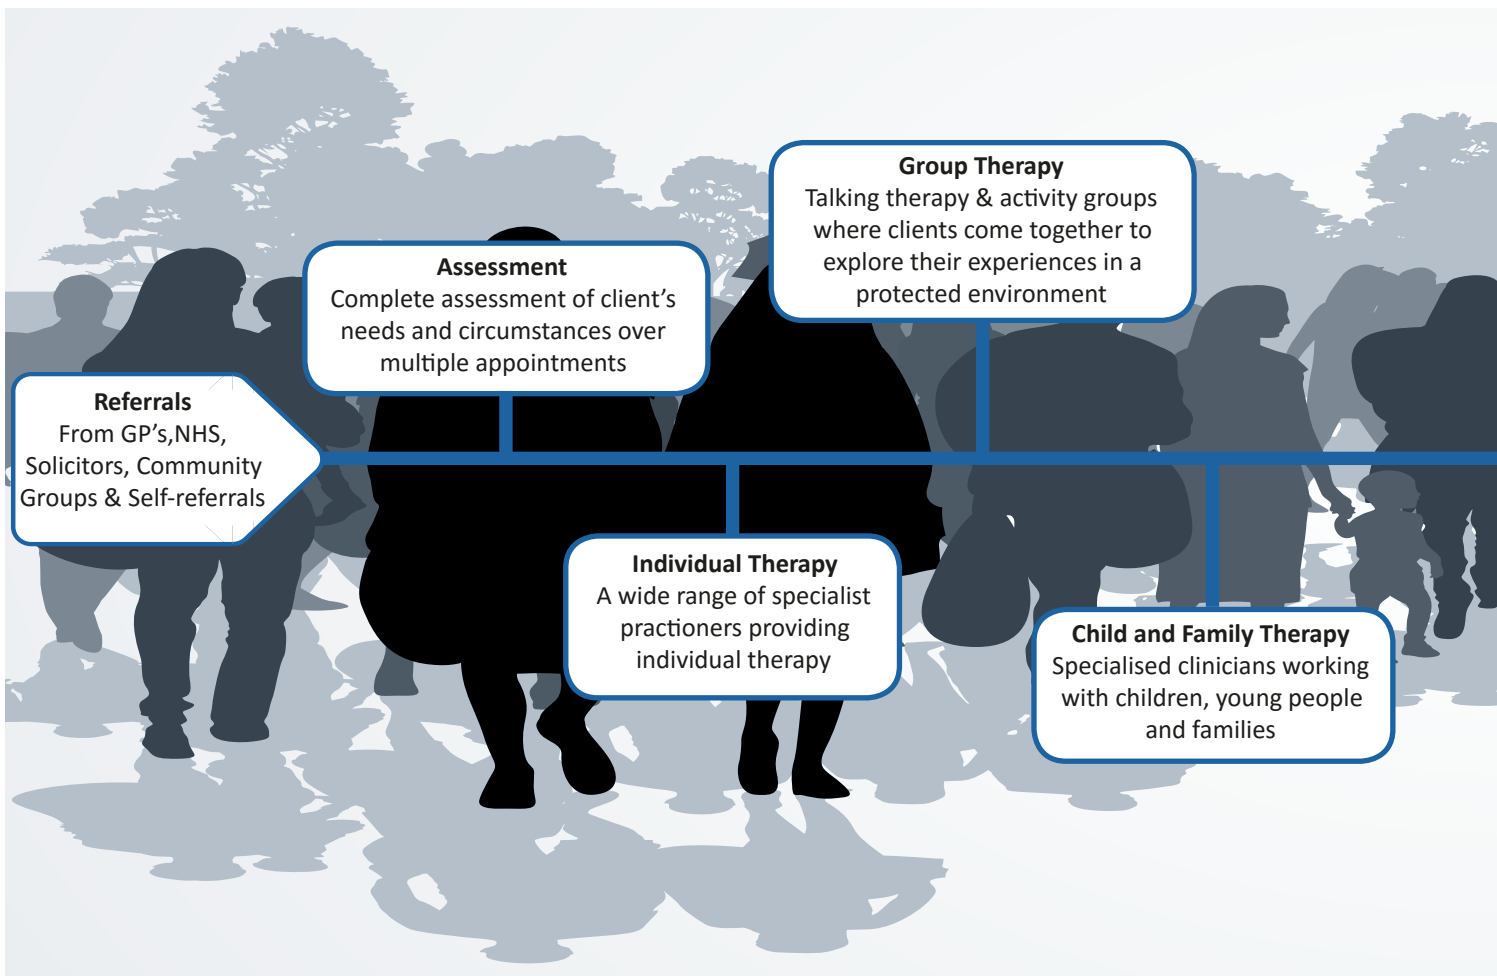 Referrals
From GP's,NHS,
Solicitors, Community
Groups & Self-referrals
Assessment
Complete assessment of client's
needs and circumstances over
multiple appointments
Individual Therapy
A wide range of specialist
practioners providing
individual therapy
Group Therapy
Talking therapy & activity groups
where clients come together to
explore their experiences in a
protected environment
Child and Family Therapy
Specialised clinicians working
with children, young people
and families